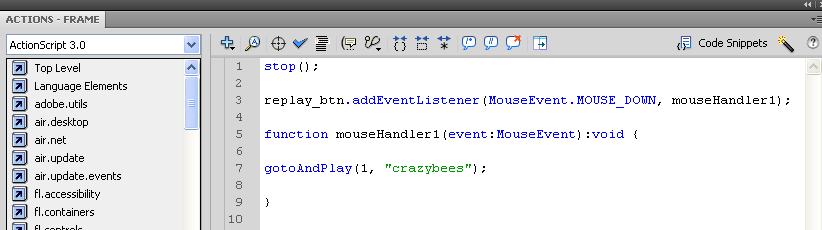 ACTIONS - FRAME
ActionScript 3.0
Code Snippets
Top Level
Language Elements
adobe.utils
air.desktop
air.net
air.update
air.update.events
fl.accessibility
fl.containers
fl.controls
1 stop();
2
3 replay_btn.addEventListener(MouseEvent.MOUSE_DOWN, mouseHandler1);
4
5 function mouseHandler1(event:MouseEvent):void {
6
7 gotoAndPlay(1, "crazybees");
8
9 }
10